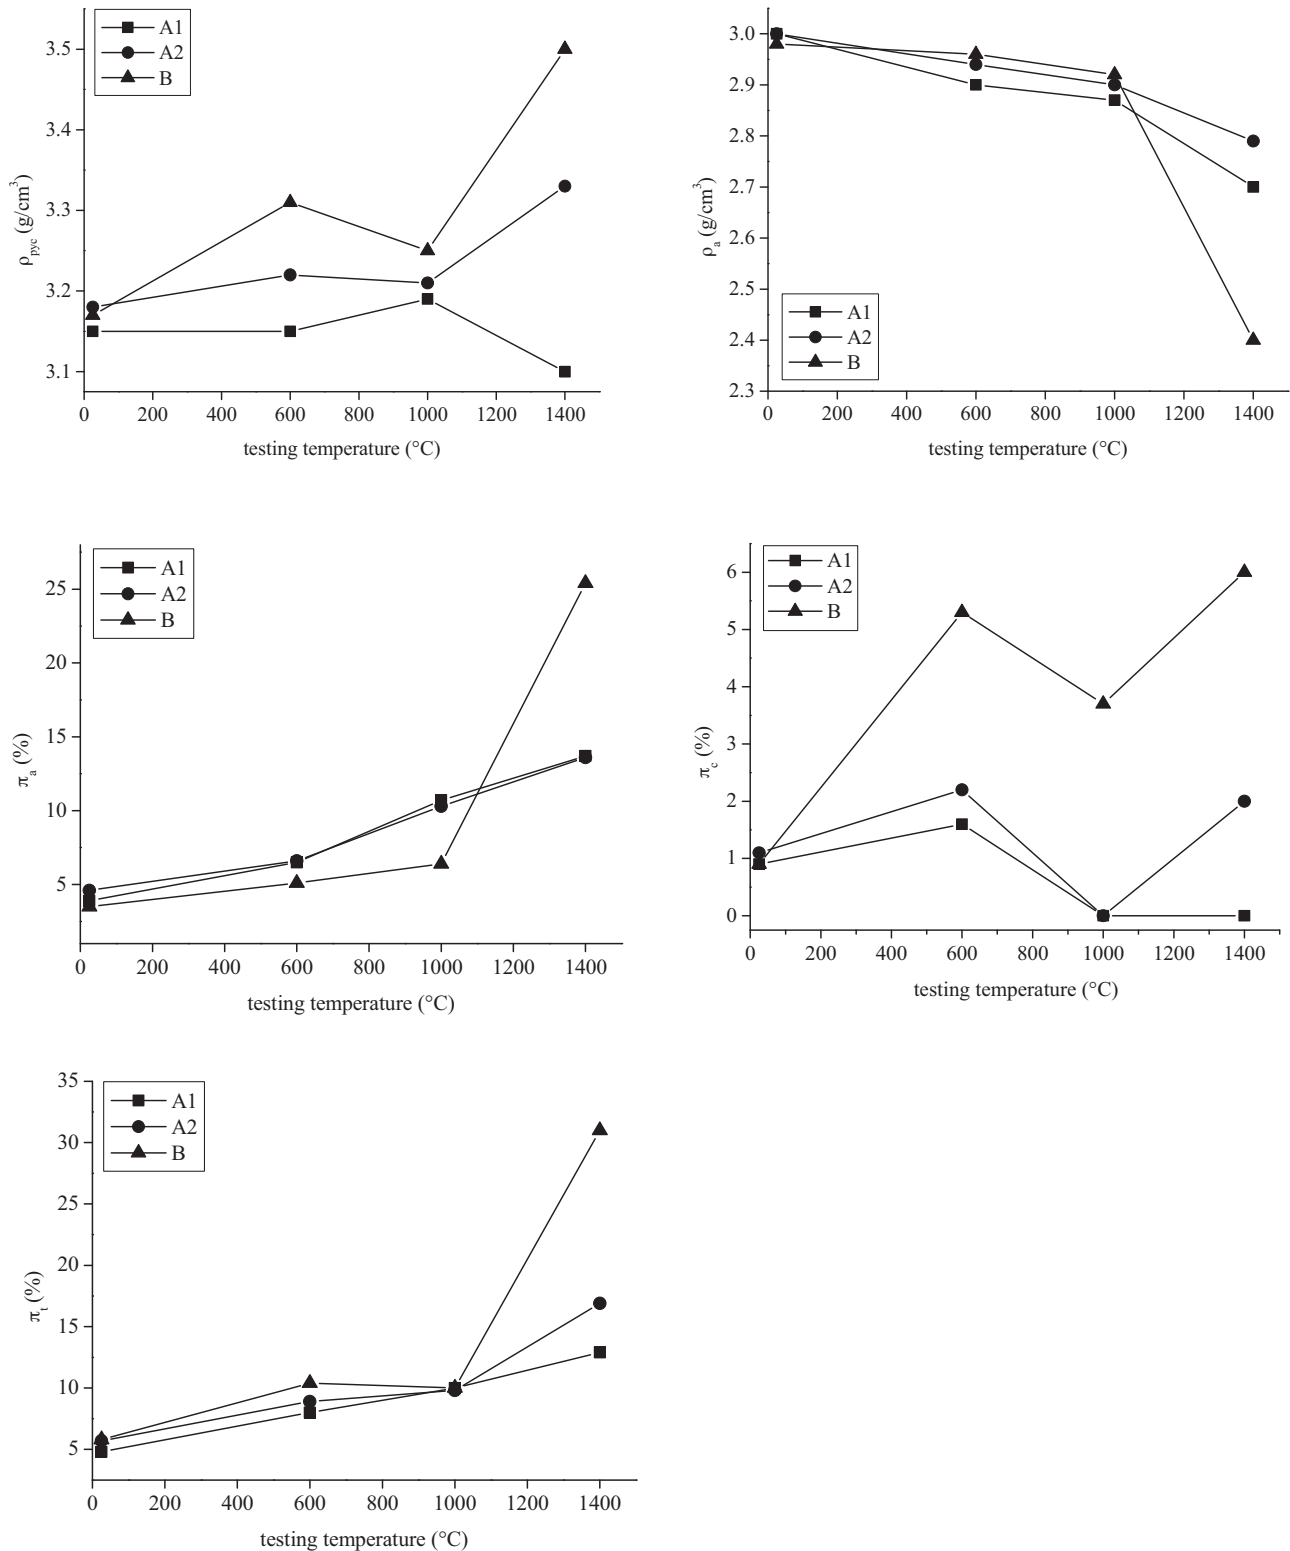 A1
A2
B
3.5
3.4
3.3
3.2
3.1
ρpyc (g/cm3)
0 200 400 600 800 1000 1200 1400
testing temperature (°C)
3.0
2.9
2.8
2.7
2.6
2.5
2.4
2.3
ρa (g/cm3)
A1
A2
B
0 200 400 600 800 1000 1200 1400
testing temperature (°C)
A1
A2
B
25
20
15
10
5
πa (%)
0 200 400 600 800 1000 1200 1400
testing temperature (°C)
A1
A2
B
6
5
4
3
2
1
0
πc (%)
0 200 400 600 800 1000 1200 1400
testing temperature (°C)
A1
A2
B
35
30
25
20
15
10
5
πt (%)
0 200 400 600 800 1000 1200 1400
testing temperature (°C)